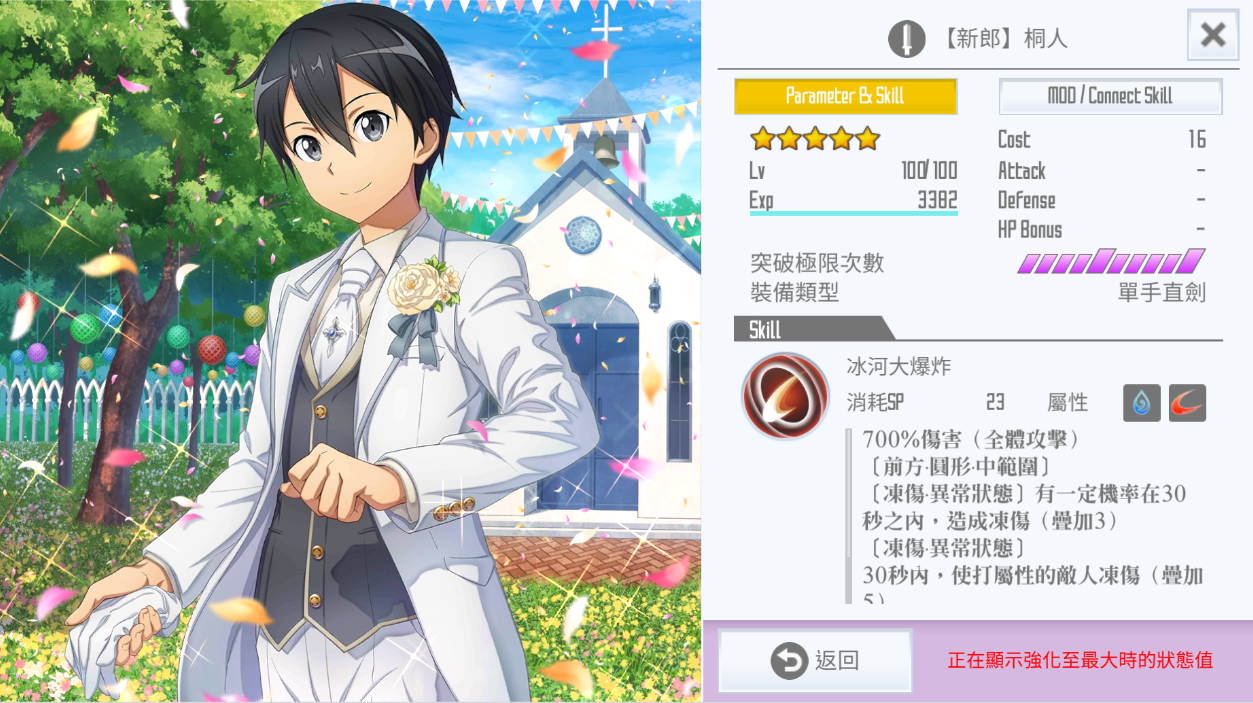 【新郎】桐人
Parameter & Skill
MOD / Connect Skill
Lv 100/100
Exp 3382
Cost 16
Attack -
Defense -
HP Bonus -
突破極限次數
裝備類型 單手直劍
Skill
冰河大爆炸
消耗SP 23 屬性
700%傷害（全體攻擊）
〔前方·圓形·中範圍〕
〔凍傷·異常狀態〕有一定機率在30
秒之內，造成凍傷（疊加3）
〔凍傷·異常狀態〕
30秒內，使打屬性的敵人凍傷（疊加
5）
返回
正在顯示強化至最大時的狀態值